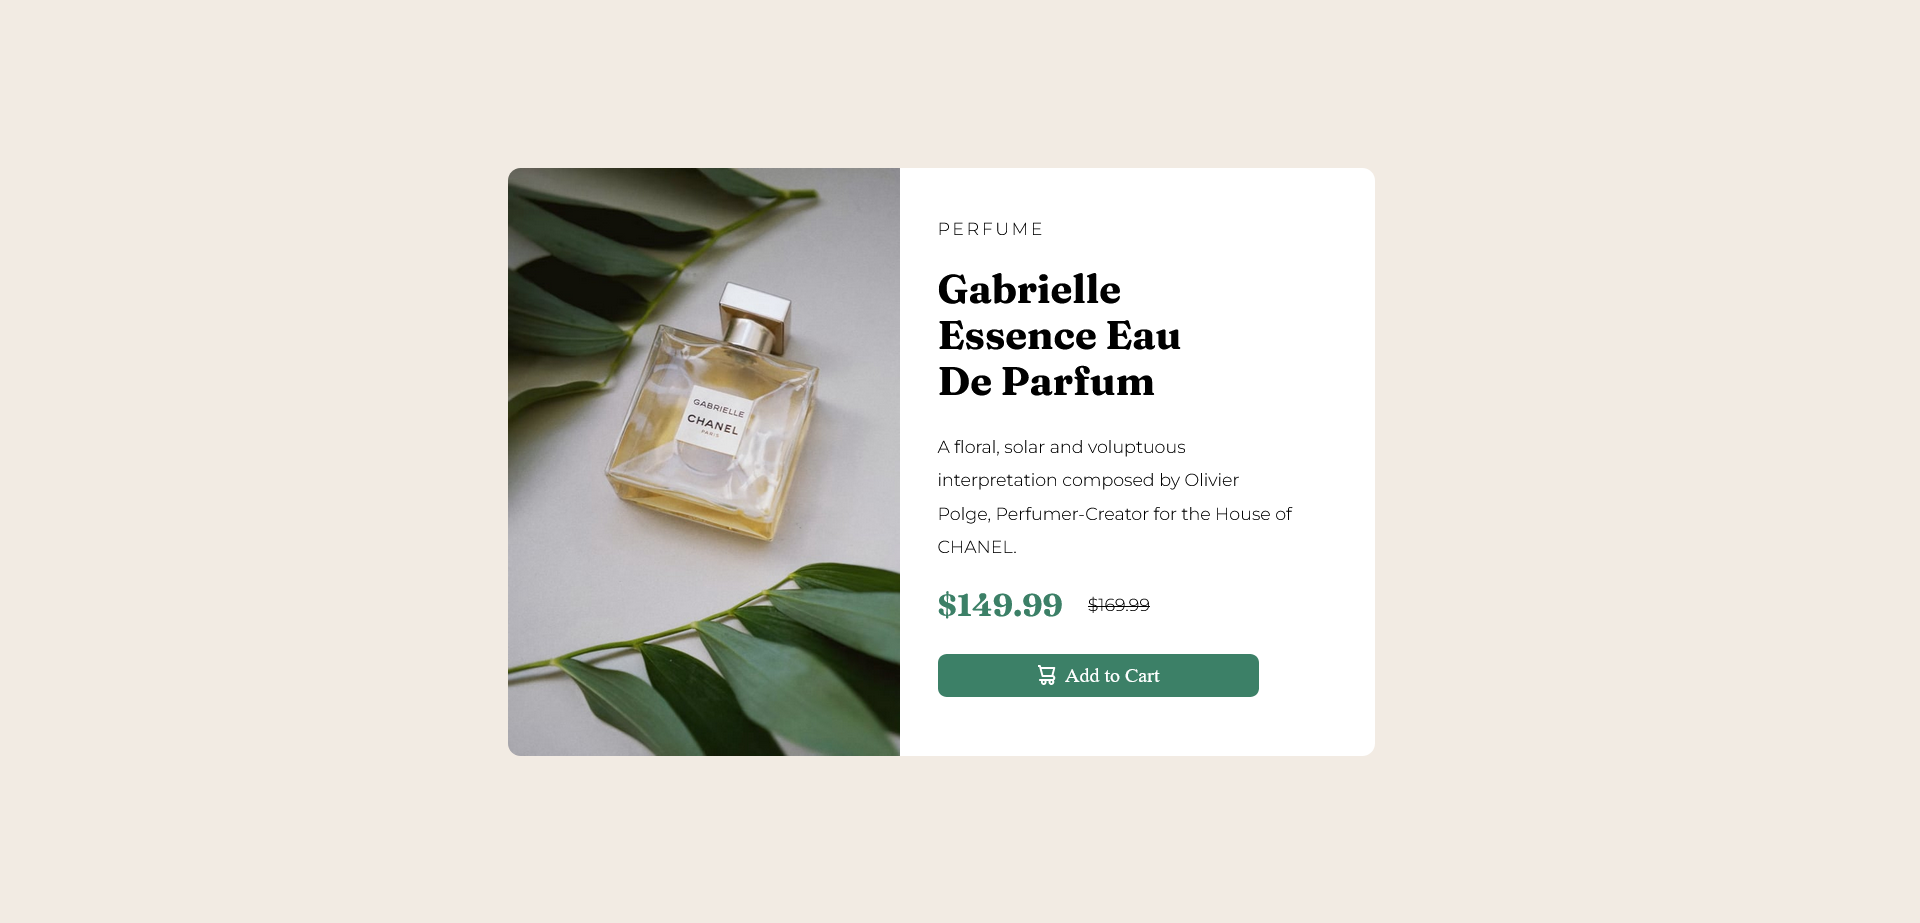 PERFUME
Gabrielle
Essence Eau
De Parfum
A floral, solar and voluptuous
interpretation composed by Olivier
Polge, Perfumer-Creator for the House of
CHANEL.
$149.99 $169.99
Add to Cart
GABRIELLE
CHANEL
PARIS